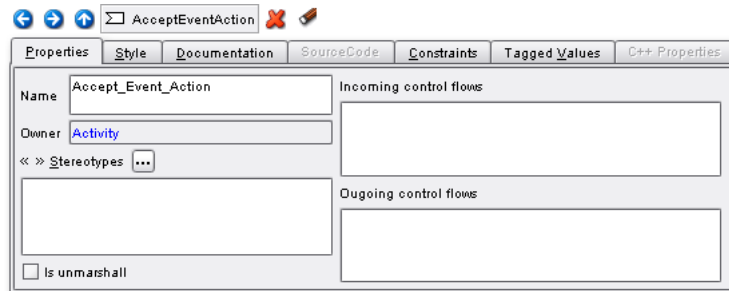 AcceptEventAction
Properties Style Documentation SourceCode Constraints Tagged Values C++ Properties
Name Accept_Event_Action
Owner Activity
« » Stereotypes ...
Is unmarshall
Incoming control flows
Ougoing control flows